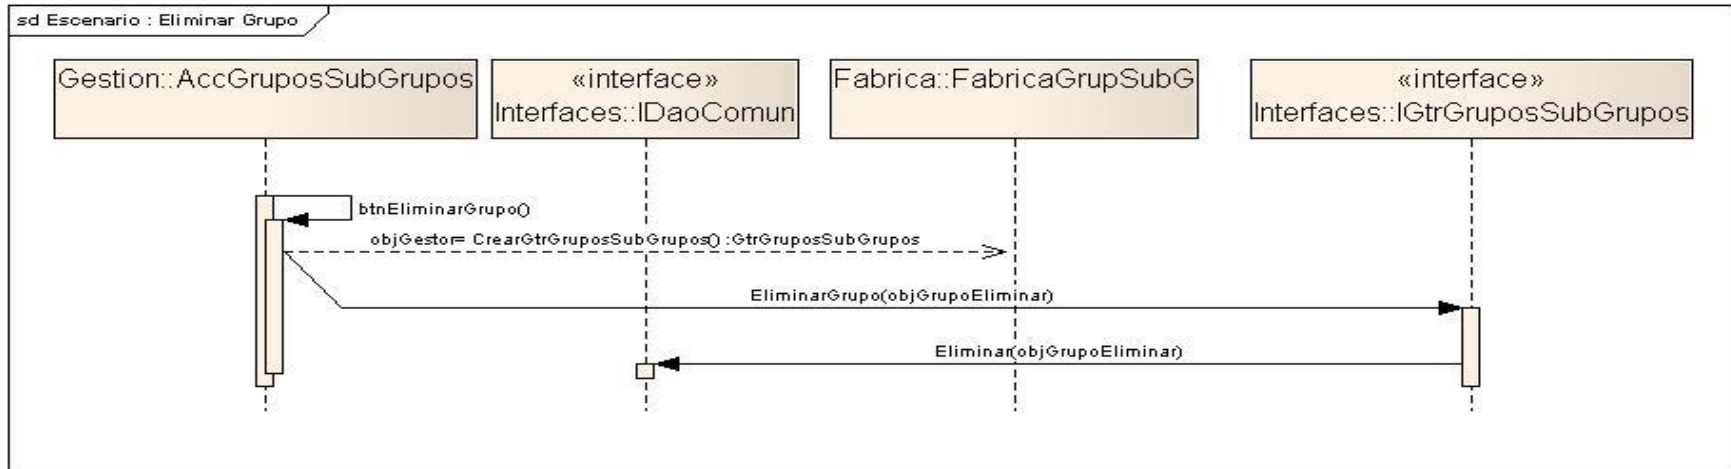 sd Escenario : Eliminar Grupo
Gestion::AccGruposSubGrupos
«interface»
Interfaces::IDaoComun
Fabrica::FabricaGrupSubG
«interface»
Interfaces::IGtrGruposSubGrupos
btnEliminarGrupo()
objGestor= CrearGtrGruposSubGrupos() :GtrGruposSubGrupos
EliminarGrupo(objGrupoEliminar)
Eliminar(objGrupoEliminar)